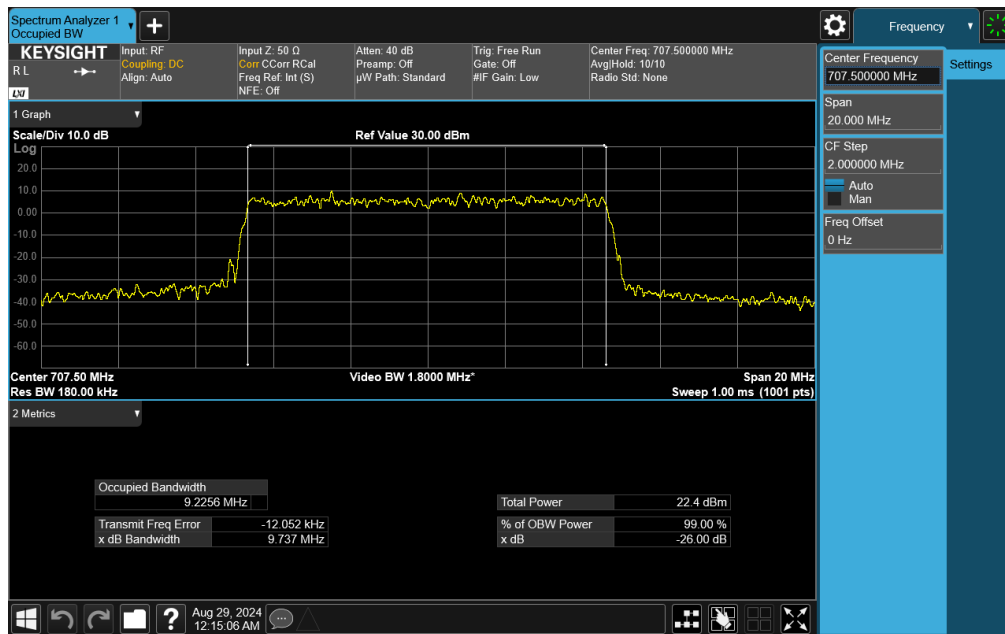 Spectrum Analyzer 1
Occupied BW
Frequency
KEYSIGHT
R L
LXI
Input: RF
Coupling: DC
Align: Auto
Input Z: 50 Ω
Corr CCorr RCal
Freq Ref: Int (S)
NFE: Off
Atten: 40 dB
Preamp: Off
µW Path: Standard
Trig: Free Run
Gate: Off
#IF Gain: Low
Center Freq: 707.500000 MHz
Avg|Hold: 10/10
Radio Std: None
Center Frequency
707.500000 MHz
Settings
Span
20.000 MHz
CF Step
2.000000 MHz
Auto
Man
Freq Offset
0 Hz
1 Graph
Scale/Div 10.0 dB
Ref Value 30.00 dBm
Log
20.0
10.0
0.00
-10.0
-20.0
-30.0
-40.0
-50.0
-60.0
Center 707.50 MHz
Video BW 1.8000 MHz*
Span 20 MHz
Res BW 180.00 kHz
Sweep 1.00 ms (1001 pts)
2 Metrics
Occupied Bandwidth
9.2256 MHz
Total Power 22.4 dBm
Transmit Freq Error -12.052 kHz
% of OBW Power 99.00 %
x dB Bandwidth 9.737 MHz
x dB -26.00 dB
Aug 29, 2024
12:15:06 AM